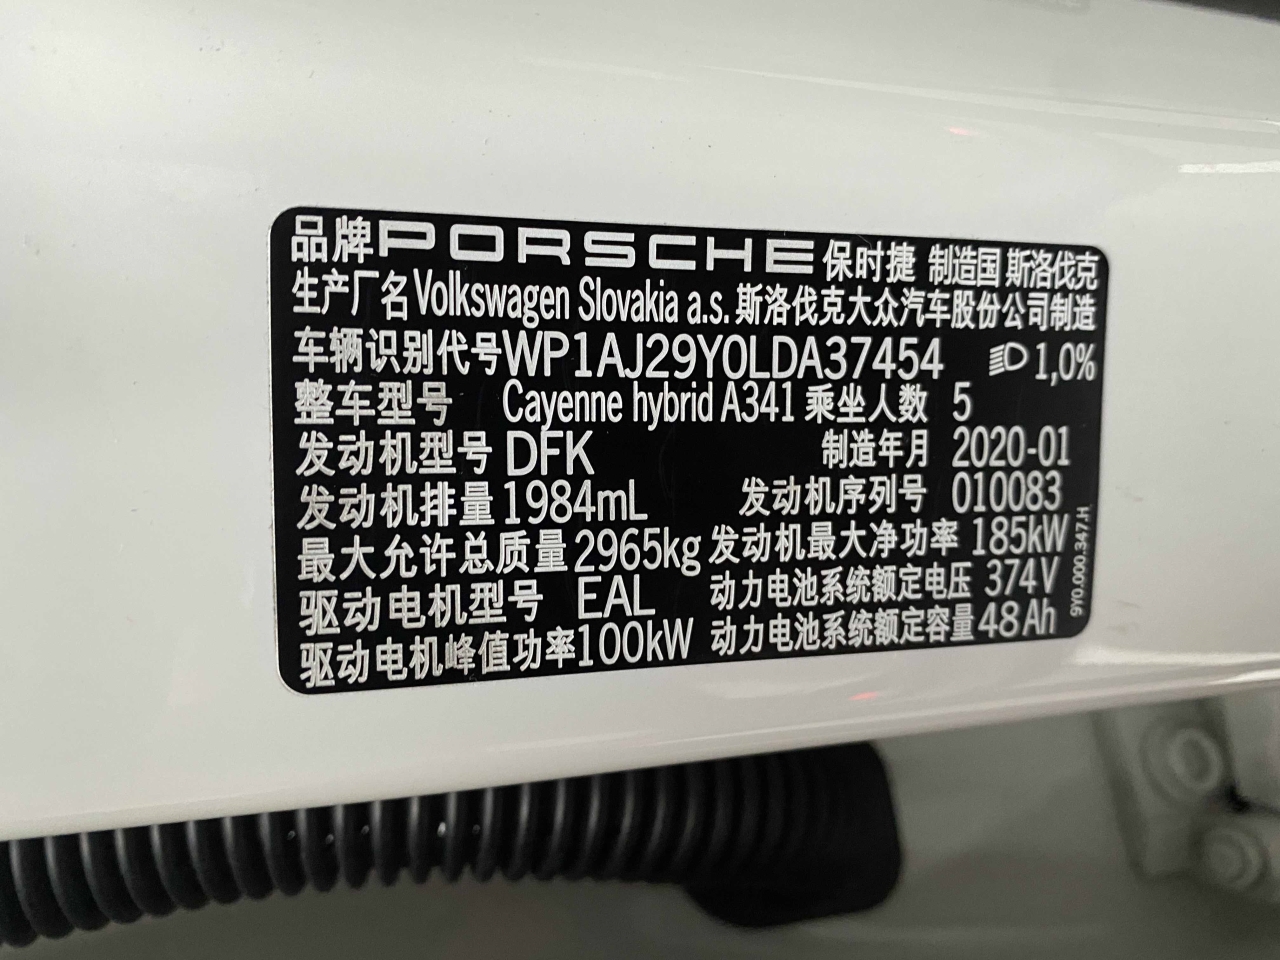 品牌PORSCHE 保时捷 制造国 斯洛伐克
生产厂名Volkswagen Slovakia a.s.斯洛伐克大众汽车股份公司制造
车辆识别代号WP1AJ29Y0LDA37454 1,0%
整车型号 Cayenne hybrid A341 乘坐人数 5
发动机型号DFK 制造年月 2020-01
发动机排量1984mL 发动机序列号 010083
最大允许总质量2965kg 发动机最大净功率 185kW
驱动电机型号 EAL 动力电池系统额定电压 374V
驱动电机峰值功率100kW 动力电池系统额定容量48Ah
9Y0.000.347.H